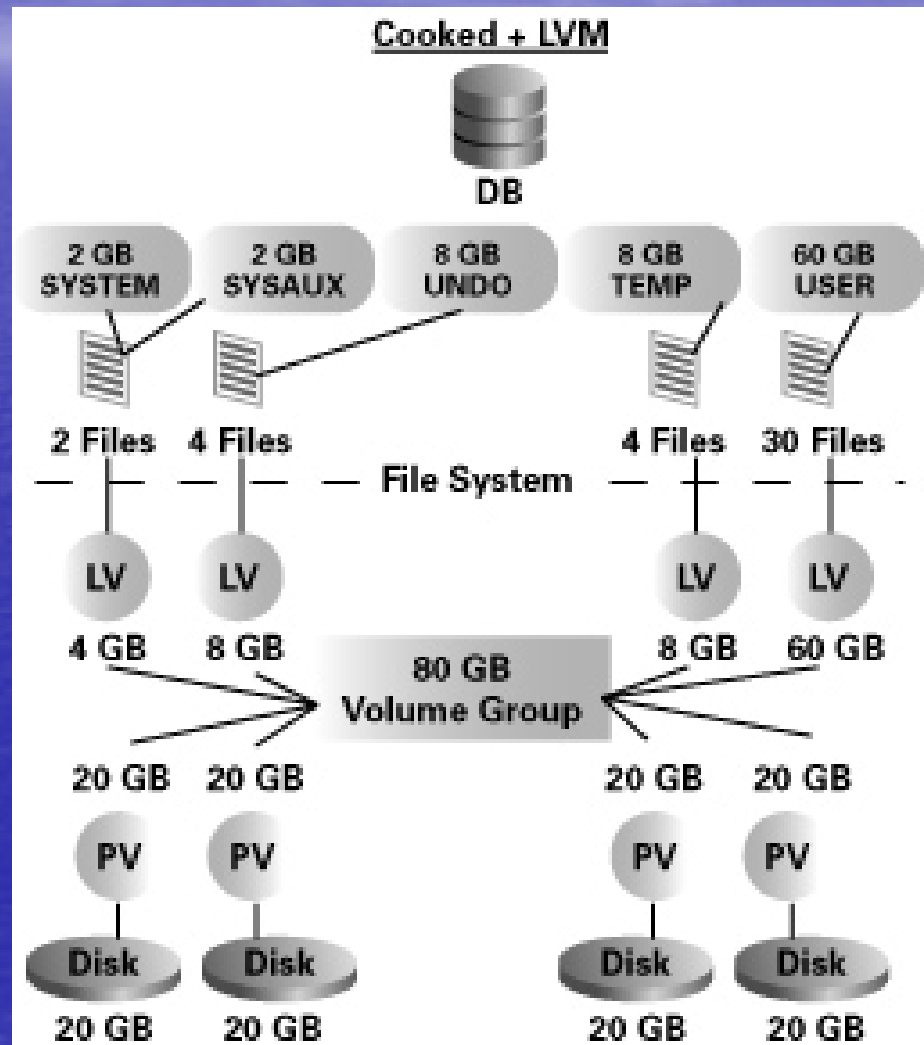 Cooked + LVM
DB
2 GB
SYSTEM
2 GB
SYSAUX
8 GB
UNDO
8 GB
TEMP
60 GB
USER
2 Files
4 Files
4 Files
30 Files
File System
LV
LV
LV
LV
4 GB
8 GB
8 GB
60 GB
80 GB
Volume Group
20 GB
20 GB
20 GB
20 GB
PV
PV
PV
PV
Disk
Disk
Disk
Disk
20 GB
20 GB
20 GB
20 GB